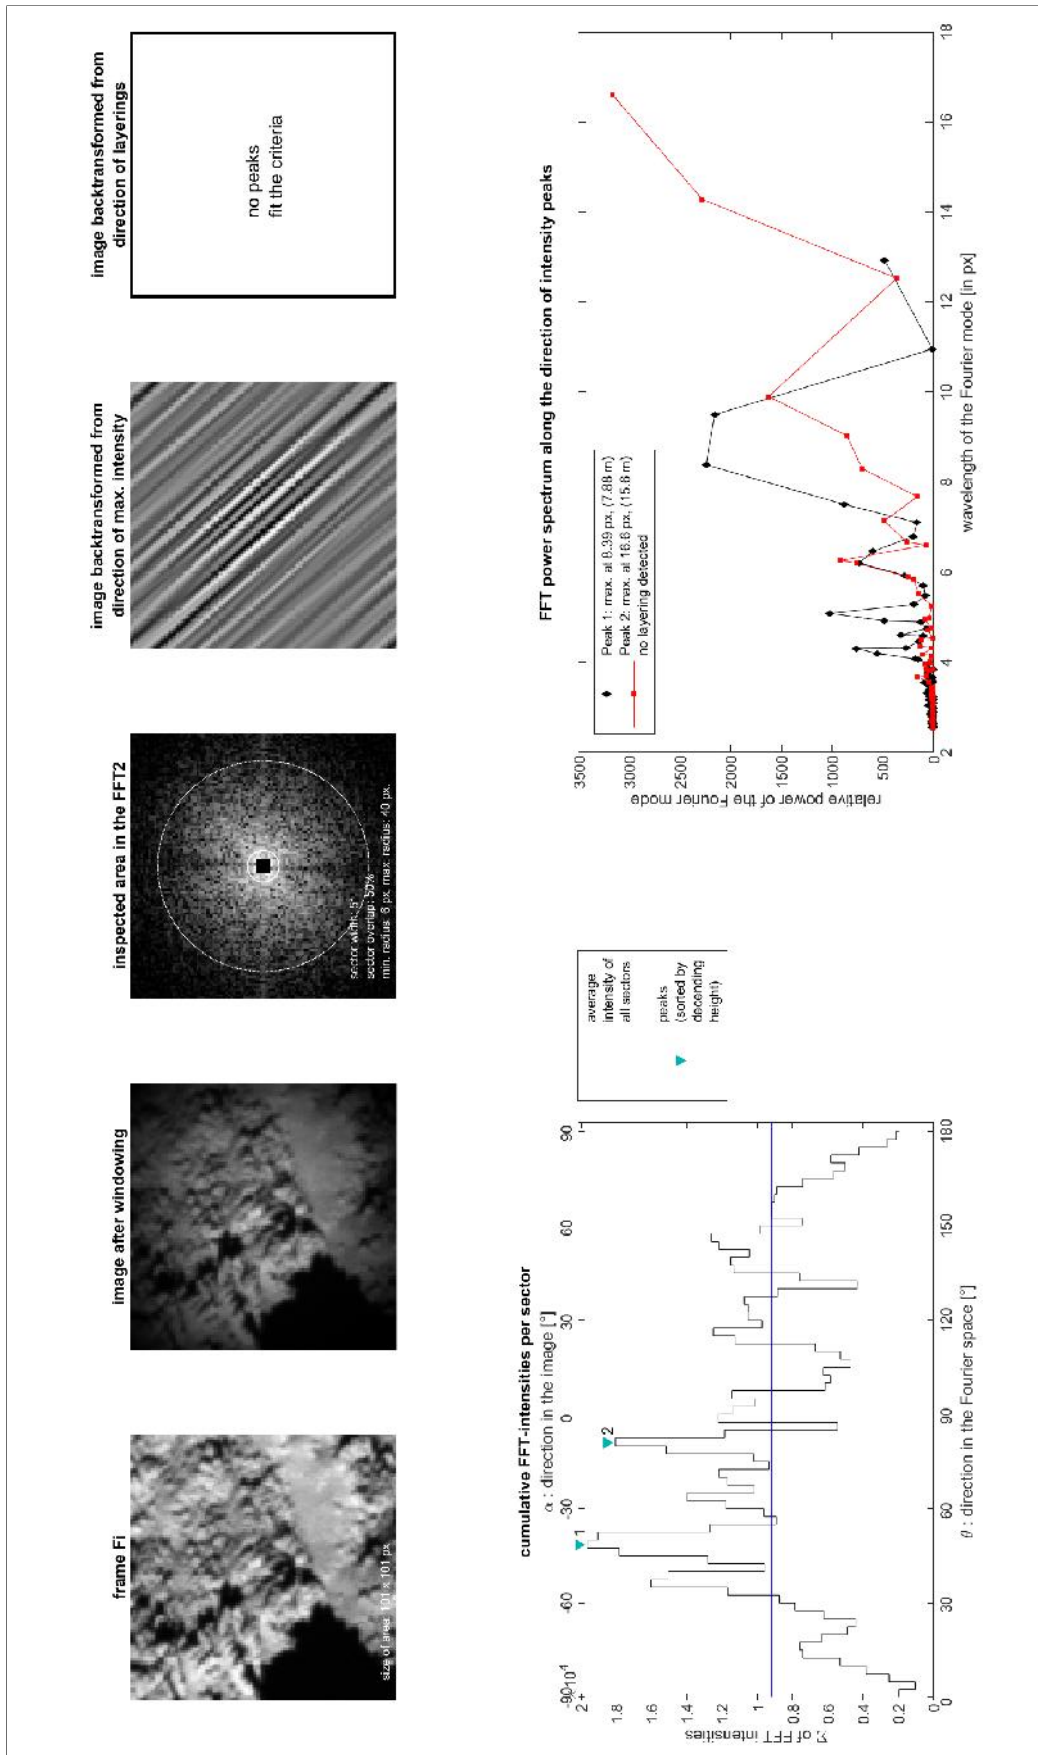 frame Fi
size of area: 101 x 101 px
image after windowing
inspected area in the FFT2
sector width: 5°
sector overlap: 50%
min. radius: 6 px, max. radius: 40 px.
image backtransformed from
direction of max. intensity
image backtransformed from
direction of layerings
no peaks
fit the criteria
cumulative FFT-intensities per sector
α : direction in the image [°]
-90 -60 -30 0 30 60 90
×10⁴
2
1.8
1.6
1.4
1.2
1
0.8
0.6
0.4
0.2
0
Σ of FFT intensities
1
2
0 30 60 90 120 150 180
θ : direction in the Fourier space [°]
average
intensity of
all sectors
peaks
(sorted by
decending
height)
FFT power spectrum along the direction of intensity peaks
3500
3000
2500
2000
1500
1000
500
0
relative power of the Fourier mode
Peak 1: max. at 8.39 px, (7.88 m)
Peak 2: max. at 16.6 px, (15.6 m)
no layering detected
2 4 6 8 10 12 14 16 18
wavelength of the Fourier mode [in px]